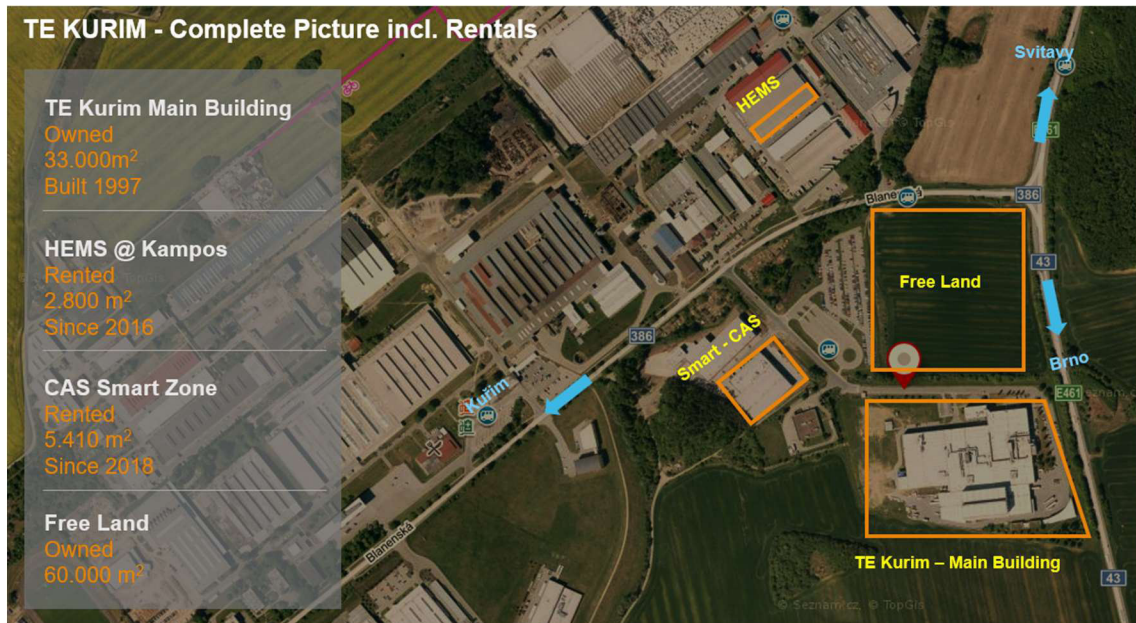 TE KURIM - Complete Picture incl. Rentals
TE Kurim Main Building
Owned
33.000m²
Built 1997
HEMS @ Kampos
Rented
2.800 m²
Since 2016
CAS Smart Zone
Rented
5.410 m²
Since 2018
Free Land
Owned
60.000 m²
Svitavy
HEMS
386
43
Free Land
386
Smart - CAS
Brno
Kuřim
E461
Blanenská
TE Kurim – Main Building
43
© Seznam.cz, © TopGis